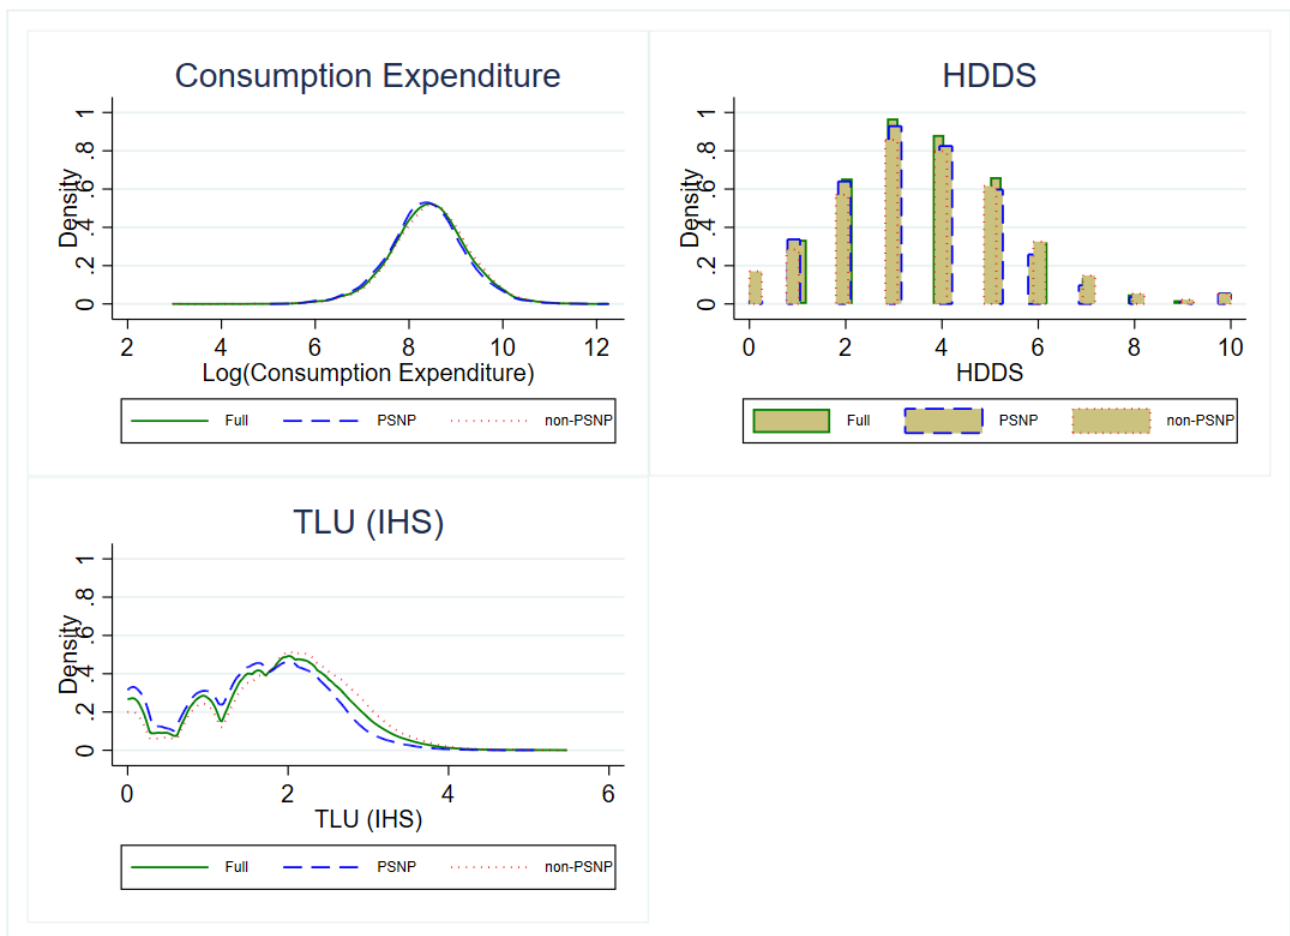 Consumption Expenditure
Density
0 .2 .4 .6 .8 1
2 4 6 8 10 12
Log(Consumption Expenditure)
Full PSNP non-PSNP
HDDS
Density
0 .2 .4 .6 .8 1
0 2 4 6 8 10
HDDS
Full PSNP non-PSNP
TLU (IHS)
Density
0 .2 .4 .6 .8 1
0 2 4 6
TLU (IHS)
Full PSNP non-PSNP